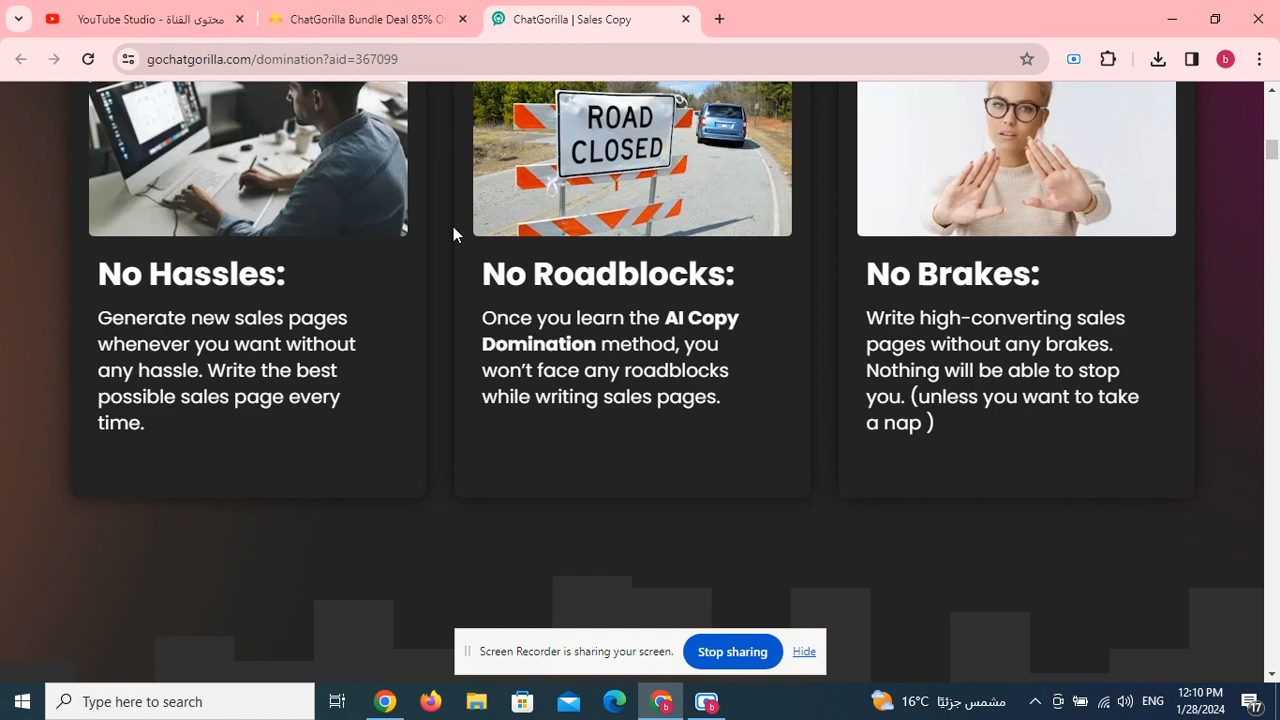 YouTube Studio - محتوى القناة
ChatGorilla Bundle Deal 85% O
ChatGorilla | Sales Copy
gochatgorilla.com/domination?aid=367099
b
ROAD
CLOSED
No Hassles:
Generate new sales pages
whenever you want without
any hassle. Write the best
possible sales page every
time.
No Roadblocks:
Once you learn the AI Copy
Domination method, you
won't face any roadblocks
while writing sales pages.
No Brakes:
Write high-converting sales
pages without any brakes.
Nothing will be able to stop
you. (unless you want to take
a nap )
Screen Recorder is sharing your screen.
Stop sharing
Hide
Type here to search
b
b
16°C
مشمس جزئيًا
ENG
12:10 PM
1/28/2024
17